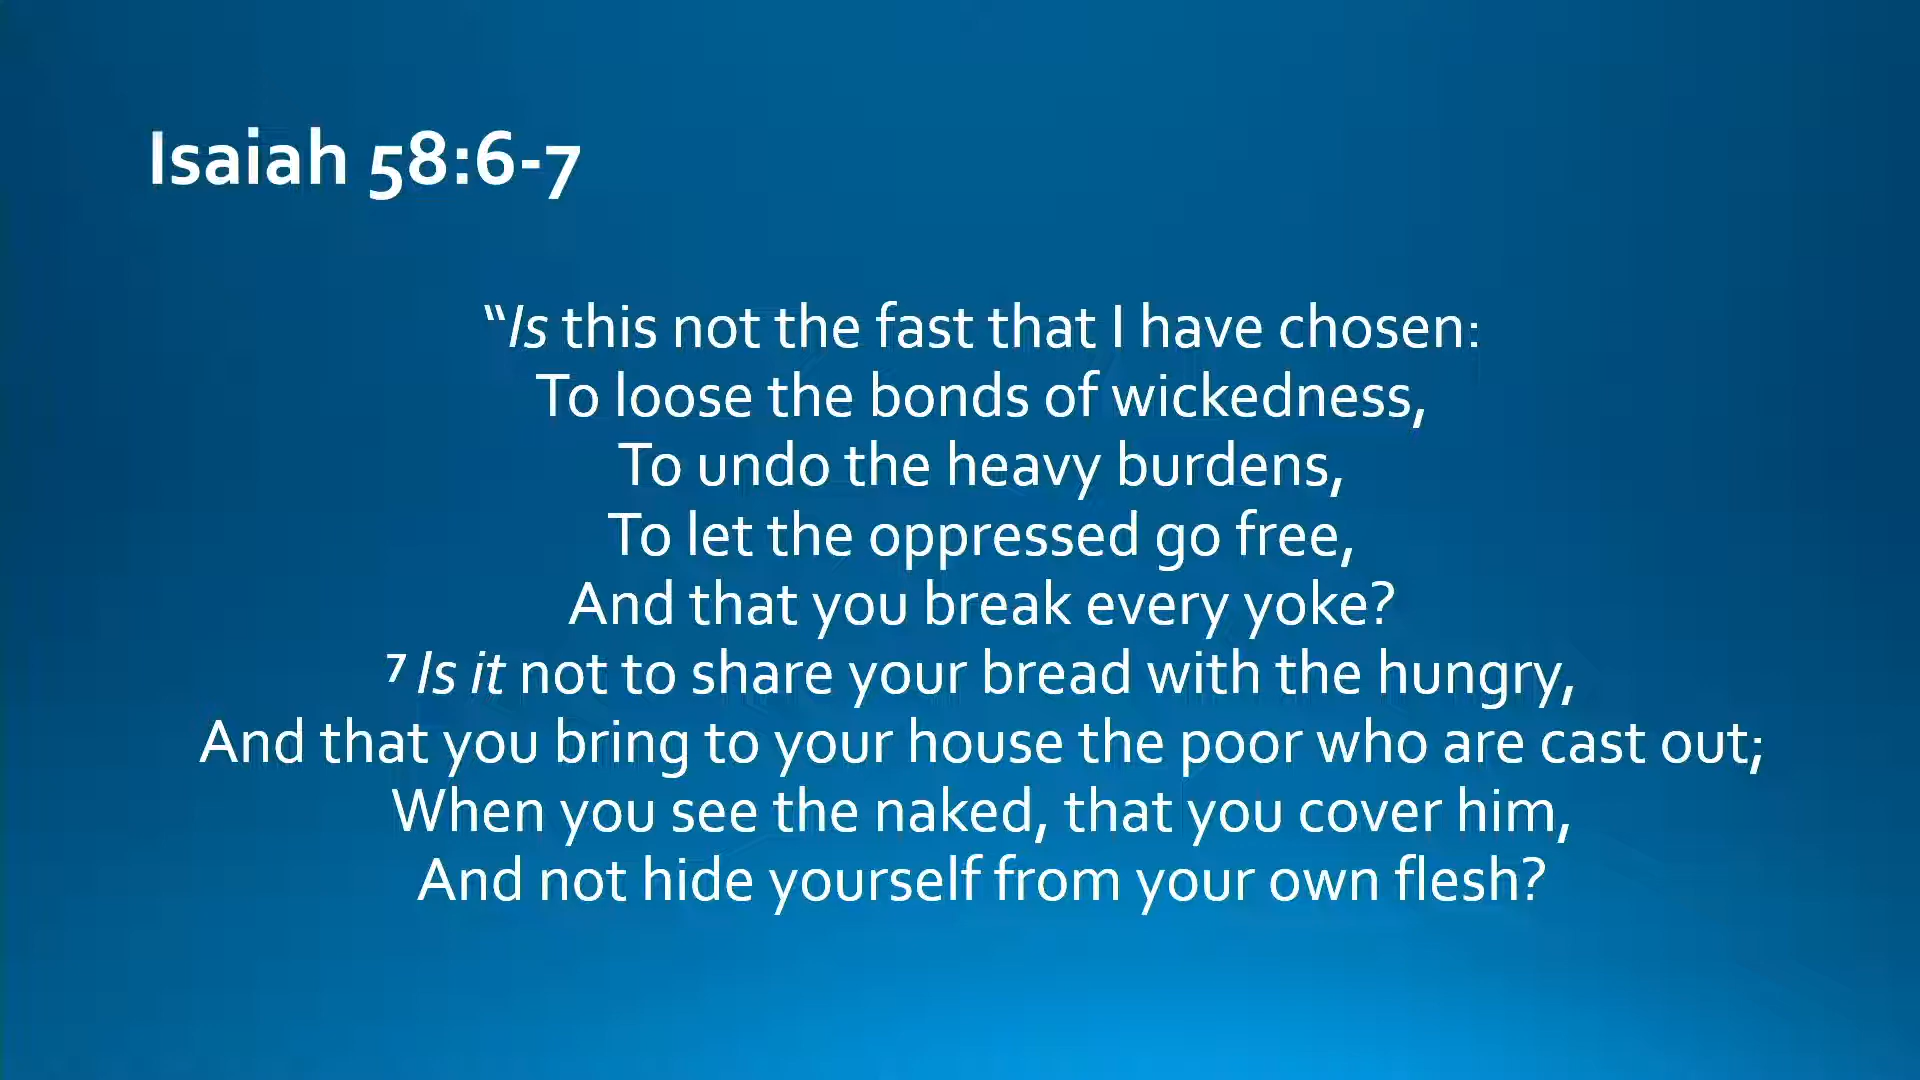 Isaiah 58:6-7
“Is this not the fast that I have chosen:
To loose the bonds of wickedness,
To undo the heavy burdens,
To let the oppressed go free,
And that you break every yoke?
⁷ Is it not to share your bread with the hungry,
And that you bring to your house the poor who are cast out;
When you see the naked, that you cover him,
And not hide yourself from your own flesh?